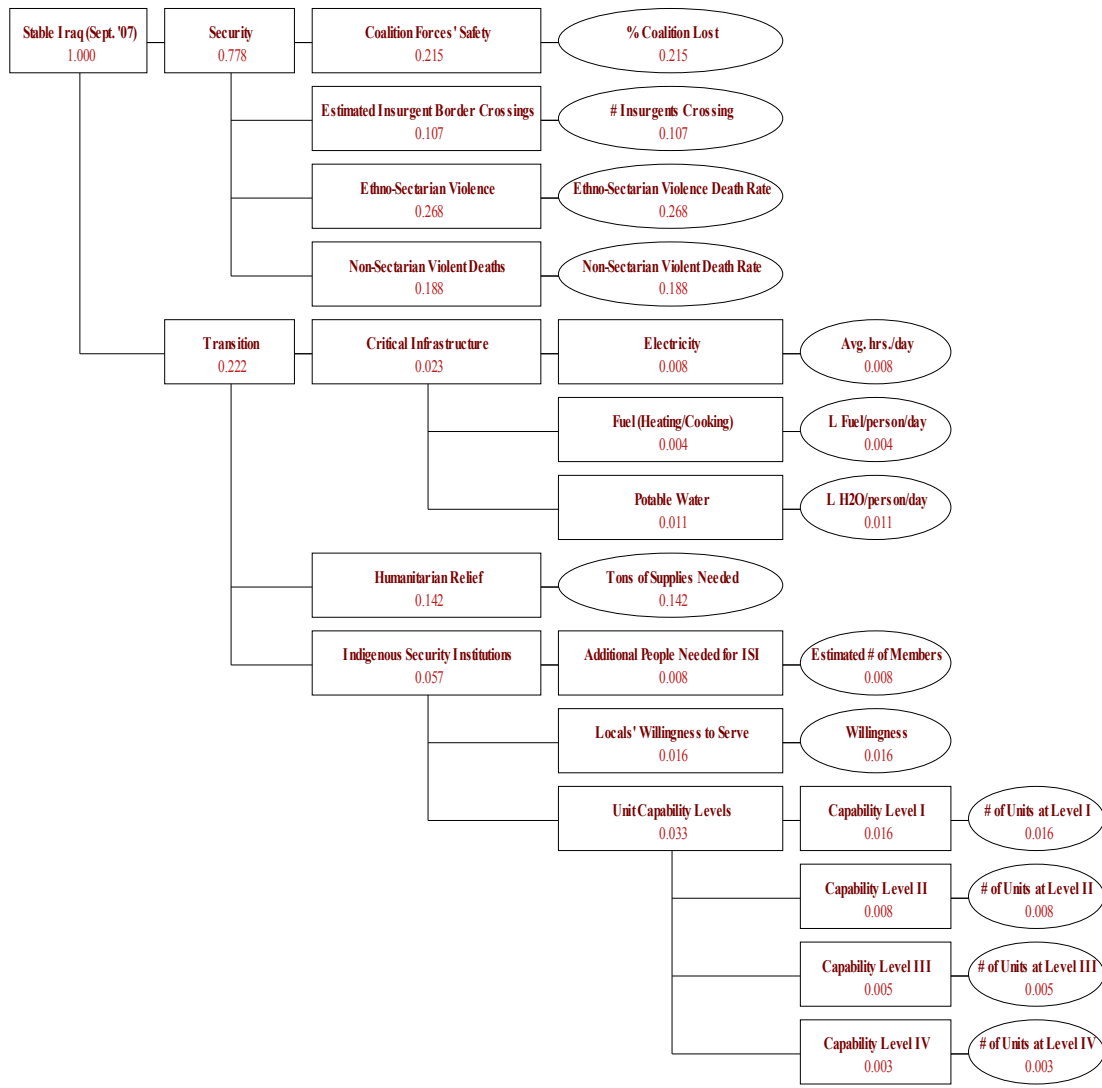 Stable Iraq (Sept. '07)
1.000
Security
0.778
Coalition Forces' Safety
0.215
% Coalition Lost
0.215
Estimated Insurgent Border Crossings
0.107
# Insurgents Crossing
0.107
Ethno-Sectarian Violence
0.268
Ethno-Sectarian Violence Death Rate
0.268
Non-Sectarian Violent Deaths
0.188
Non-Sectarian Violent Death Rate
0.188
Transition
0.222
Critical Infrastructure
0.023
Electricity
0.008
Avg. hrs./day
0.008
Fuel (Heating/Cooking)
0.004
L Fuel/person/day
0.004
Potable Water
0.011
L H2O/person/day
0.011
Humanitarian Relief
0.142
Tons of Supplies Needed
0.142
Indigenous Security Institutions
0.057
Additional People Needed for ISI
0.008
Estimated # of Members
0.008
Locals' Willingness to Serve
0.016
Willingness
0.016
Unit Capability Levels
0.033
Capability Level I
0.016
# of Units at Level I
0.016
Capability Level II
0.008
# of Units at Level II
0.008
Capability Level III
0.005
# of Units at Level III
0.005
Capability Level IV
0.003
# of Units at Level IV
0.003